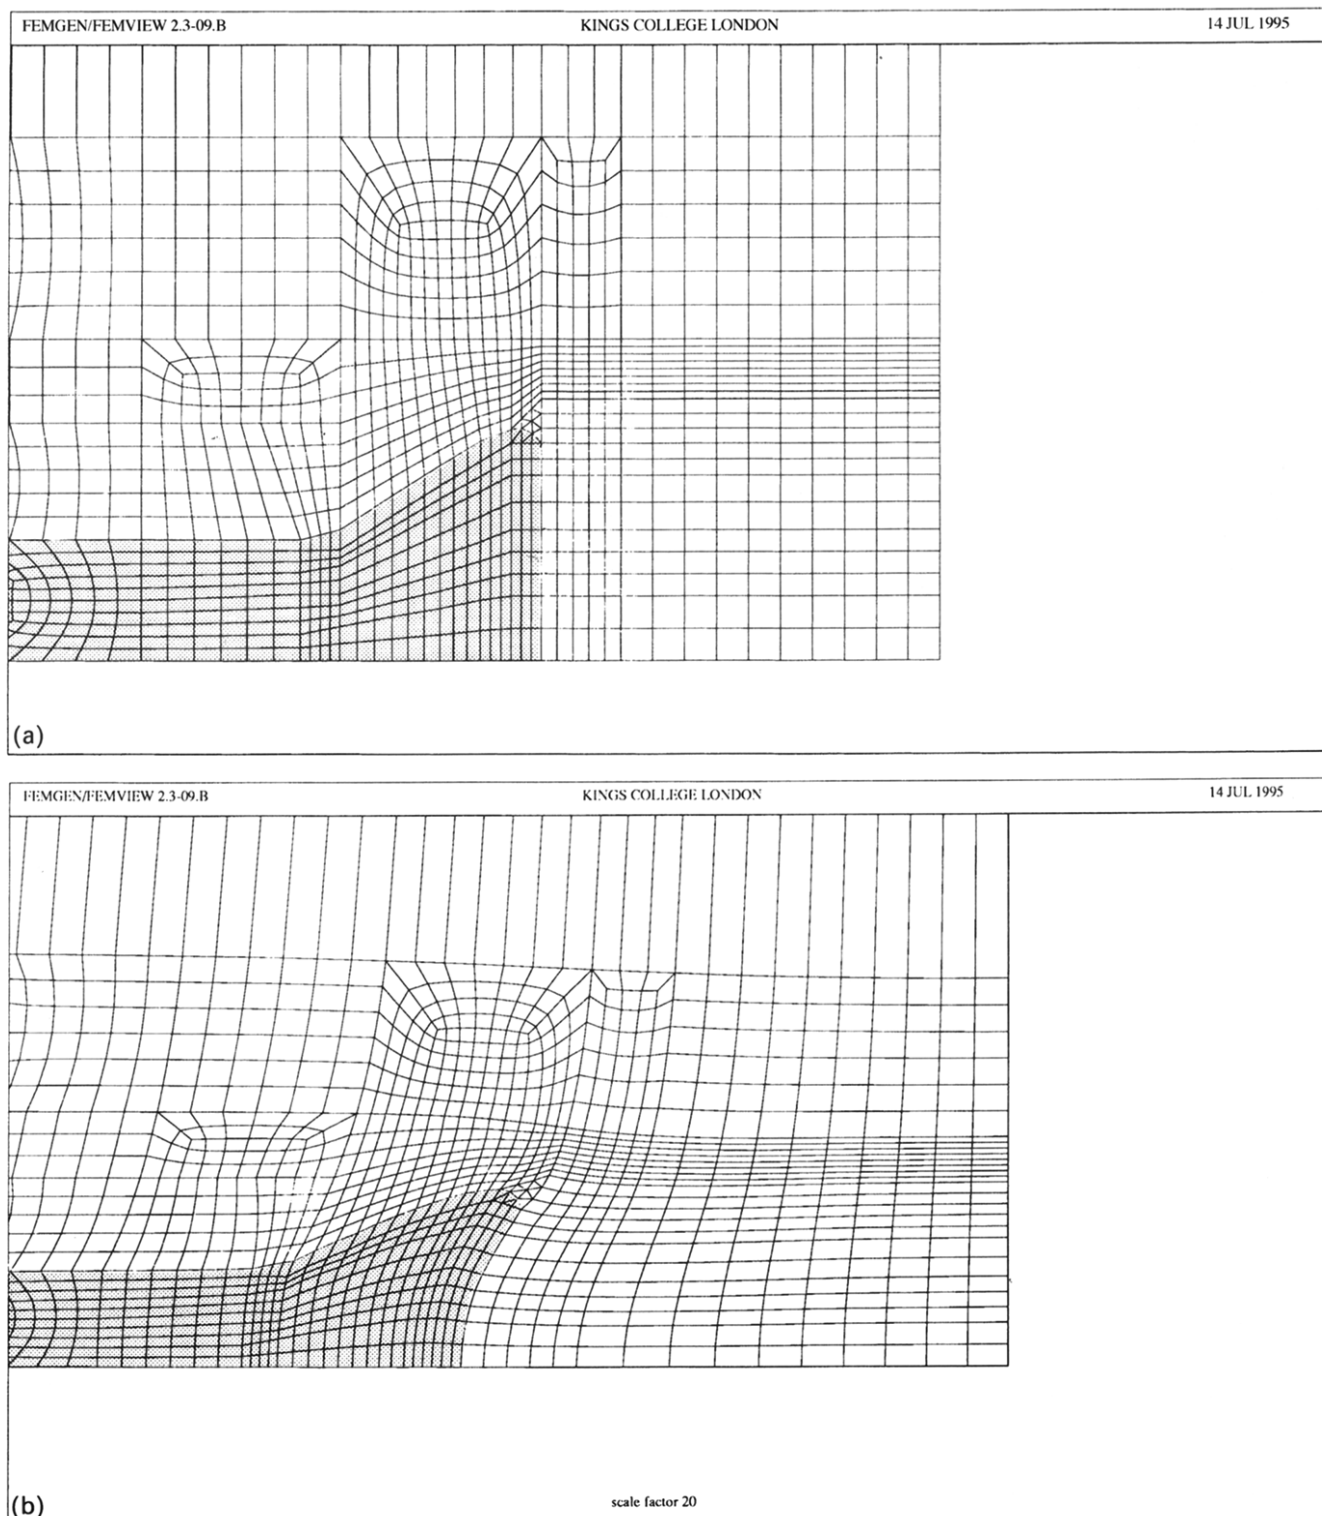 FEMGEN/FEMVIEW 2.3-09.B KINGS COLLEGE LONDON 14 JUL 1995
(a)
FEMGEN/FEMVIEW 2.3-09.B KINGS COLLEGE LONDON 14 JUL 1995
(b)
scale factor 20